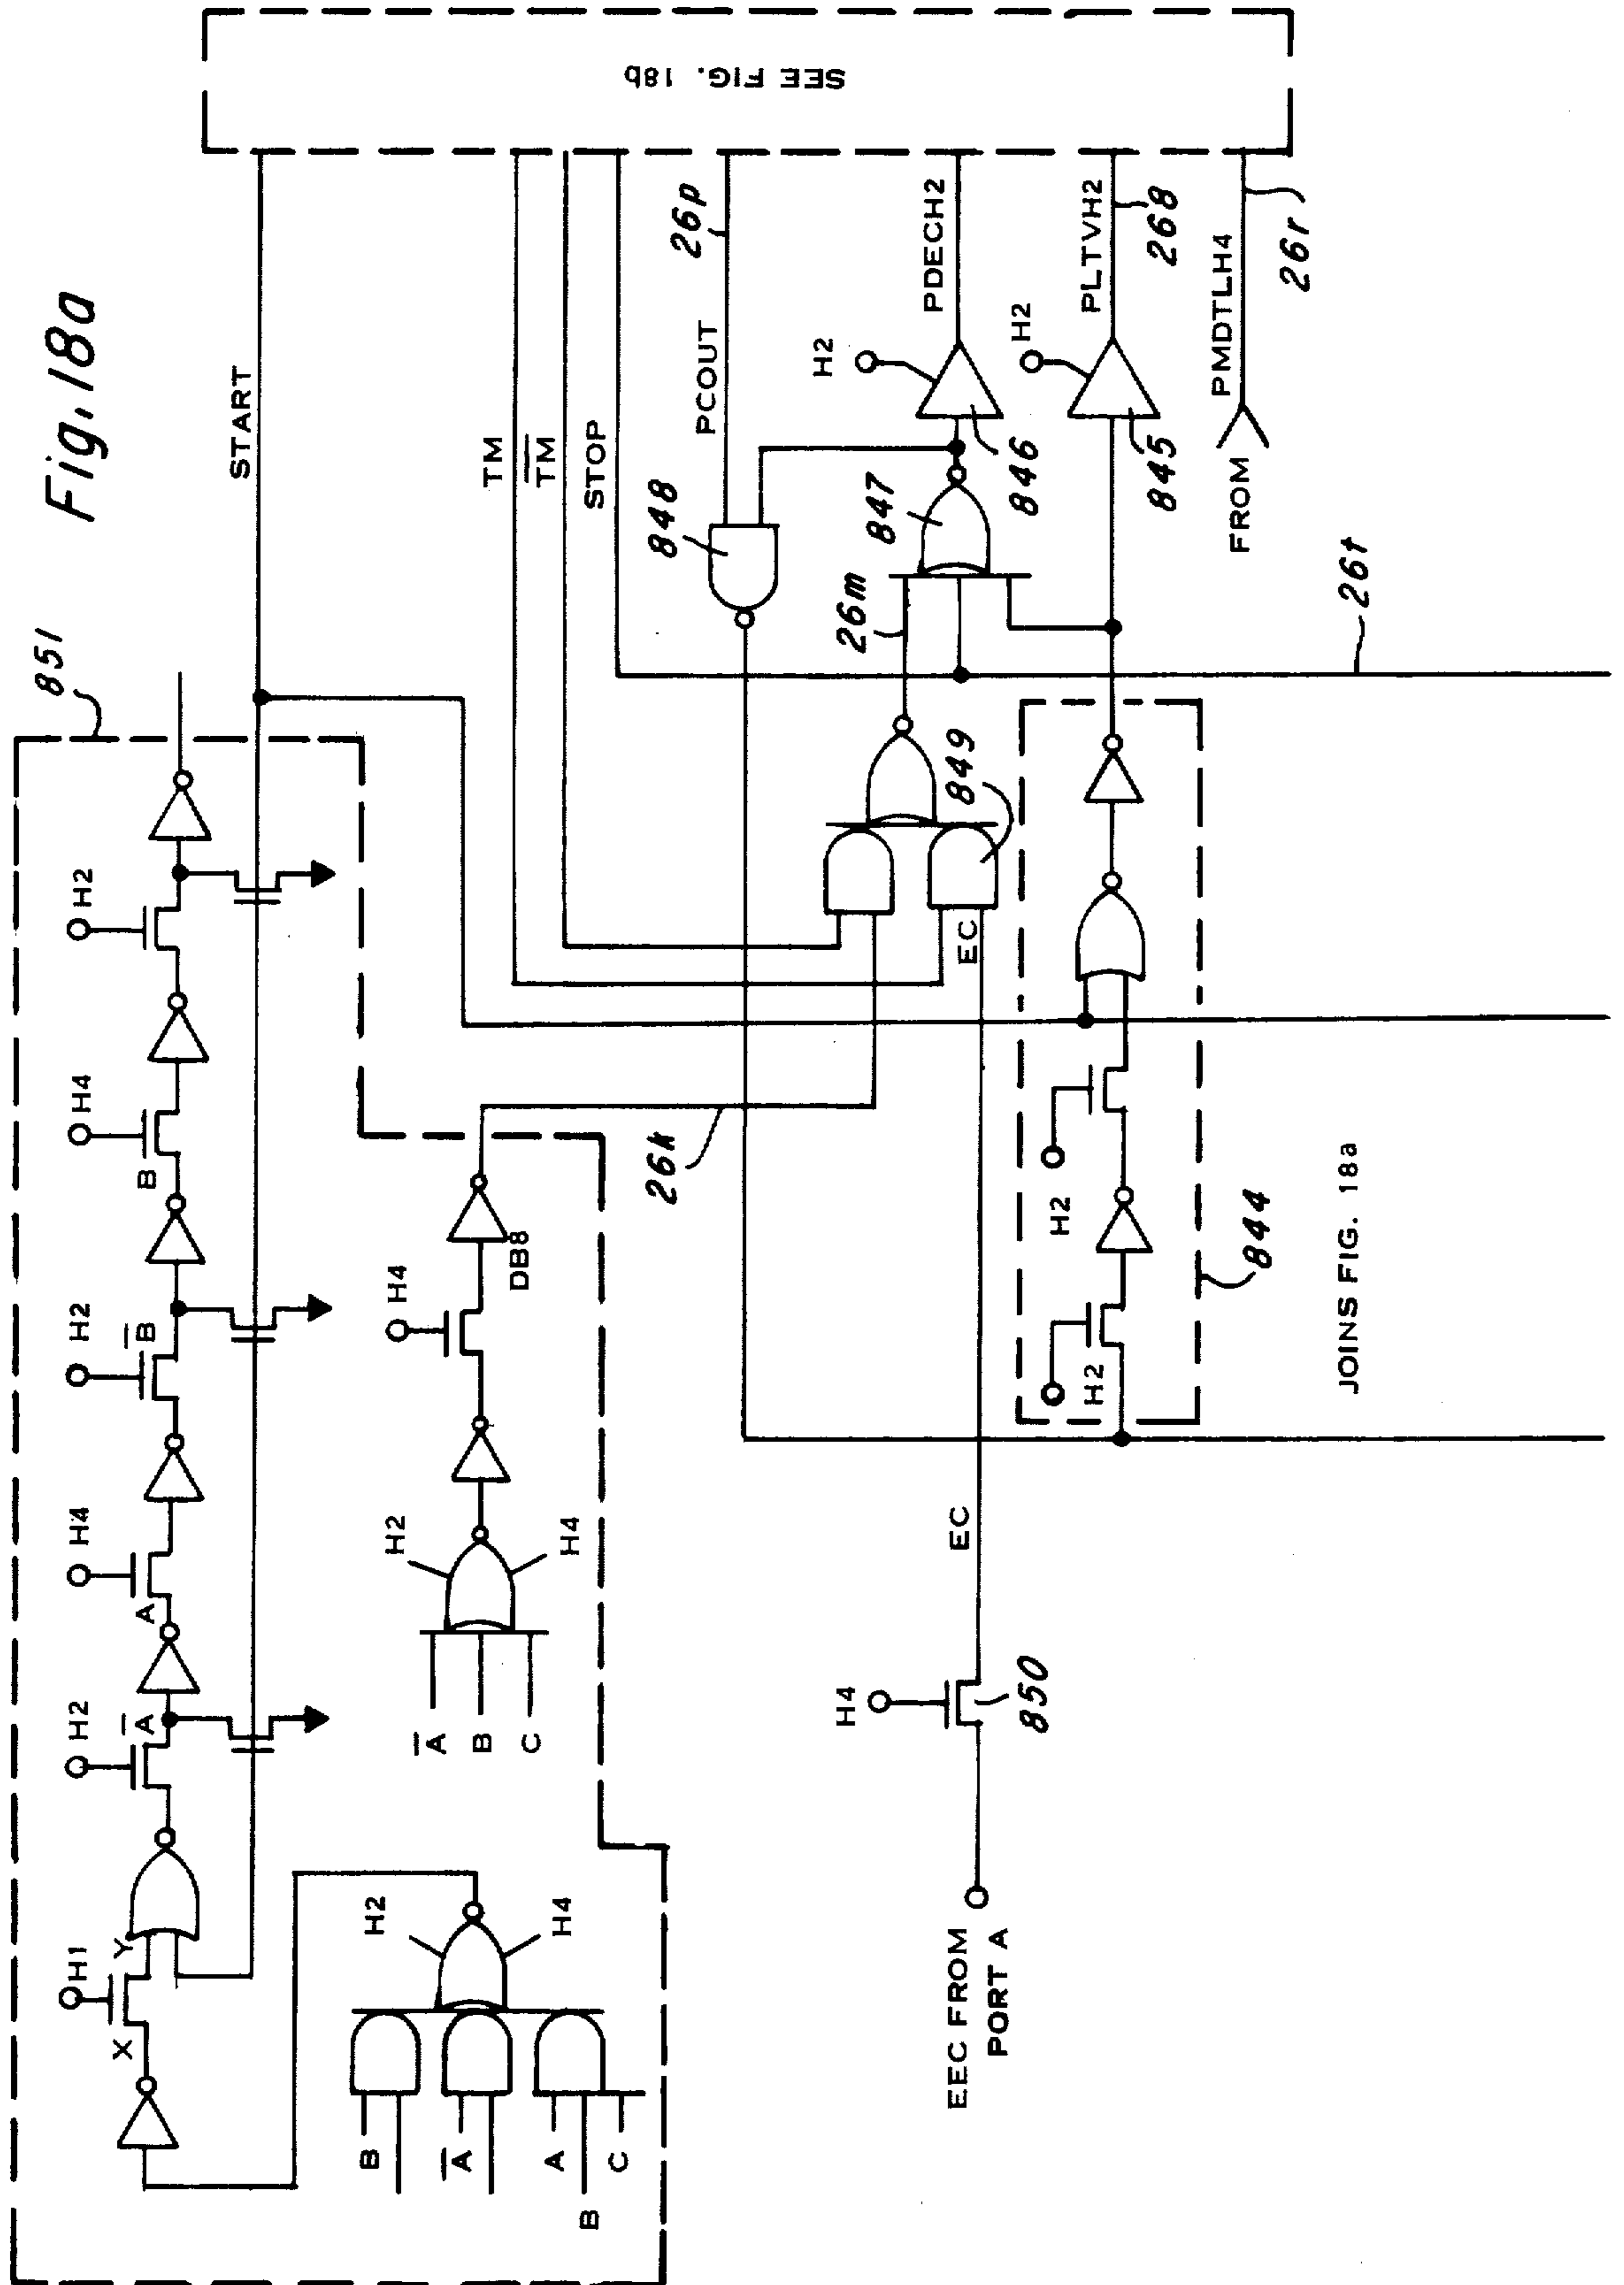 Fig. 18a
851
H2
H4
H2
B
B
H4
A
H2
A
H1
Y
X
START
TM
TM
STOP
SEE FIG. 18b
848
PCOUT
26p
H4
DB8
H2
H4
A
B
C
H2
H4
B
A
A
B
C
26k
26m
847
H2
PDECH2
846
849
EC
H2
PLTVH2
268
845
FROM
PMDTLH4
26r
26t
H4
EC
850
EEC FROM
PORT A
H2
H2
844
JOINS FIG. 18a